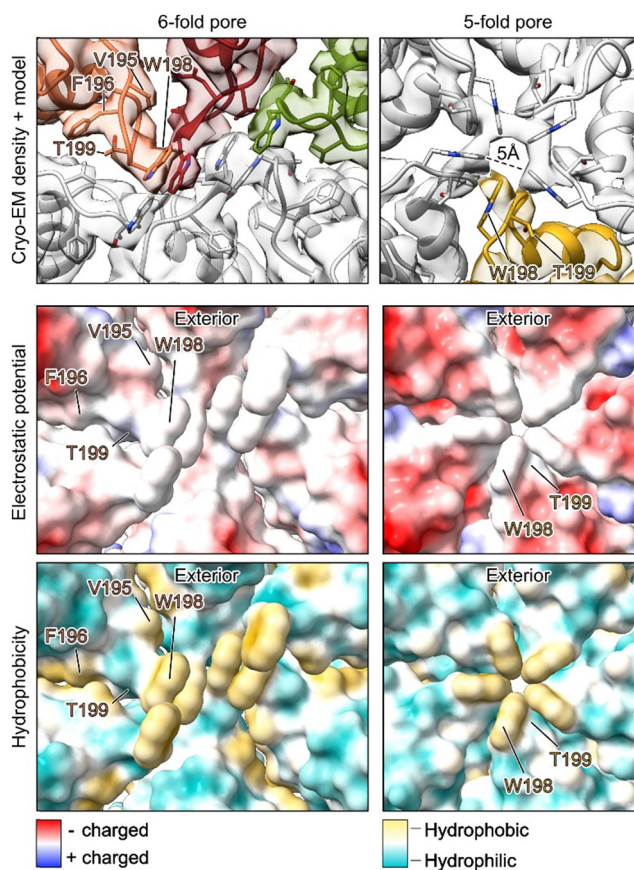 6-fold pore
5-fold pore
Cryo-EM density + model
V195
W198
F196
T199
5Å
W198
T199
Electrostatic potential
Exterior
V195
W198
F196
T199
Exterior
T199
W198
Hydrophobicity
Exterior
V195
W198
F196
T199
Exterior
T199
W198
- charged
+ charged
Hydrophobic
Hydrophilic